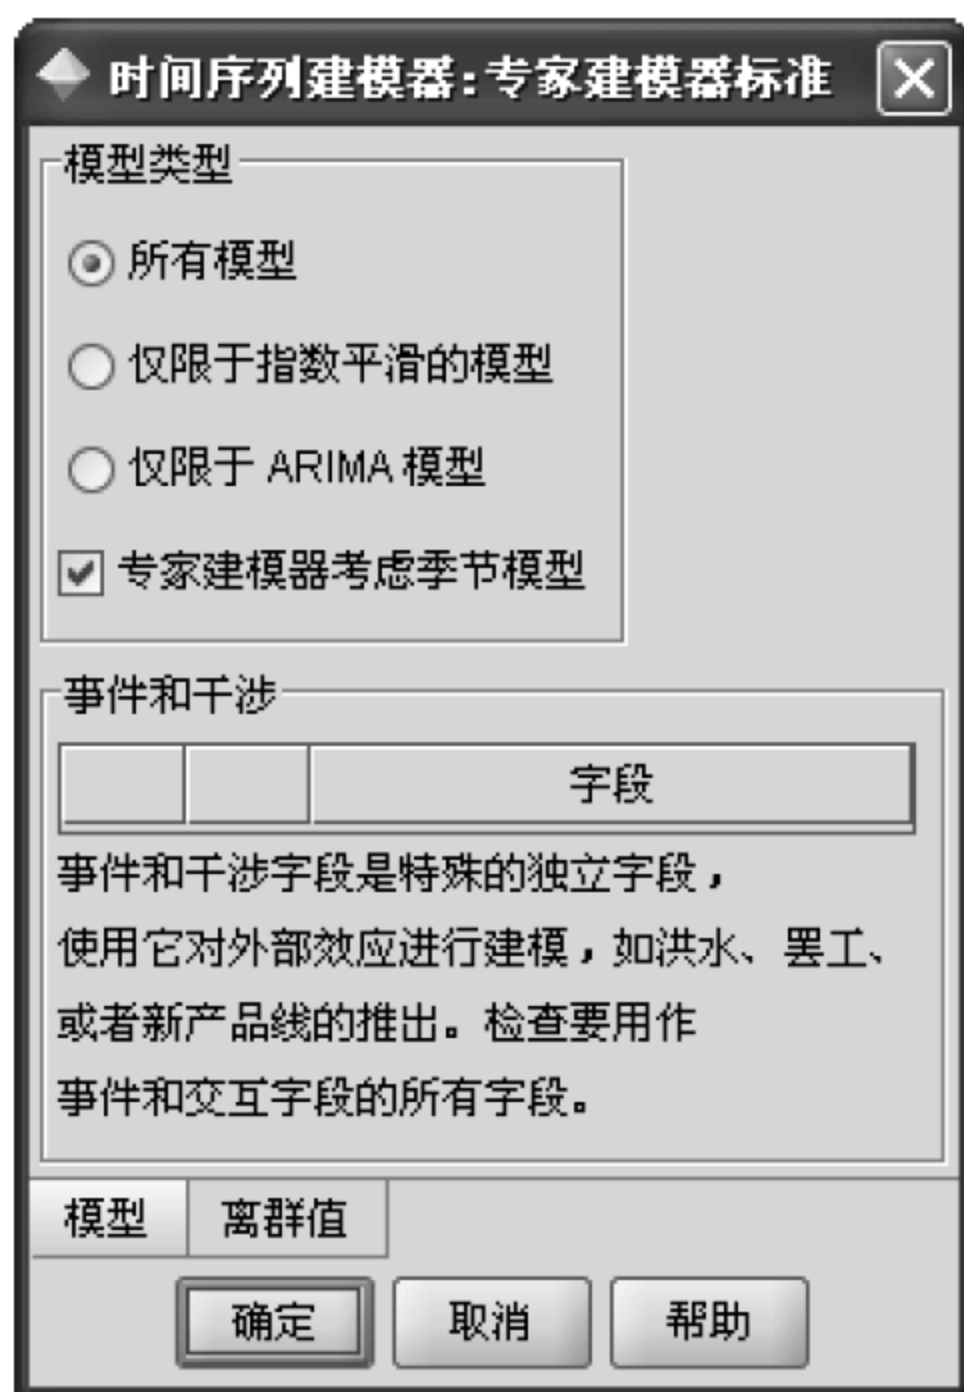 时间序列建模器:专家建模器标准
模型类型
所有模型
仅限于指数平滑的模型
仅限于 ARIMA 模型
专家建模器考虑季节模型
事件和干涉
字段
事件和干涉字段是特殊的独立字段，
使用它对外部效应进行建模，如洪水、罢工、
或者新产品线的推出。检查要用作
事件和交互字段的所有字段。
模型 离群值
确定 取消 帮助